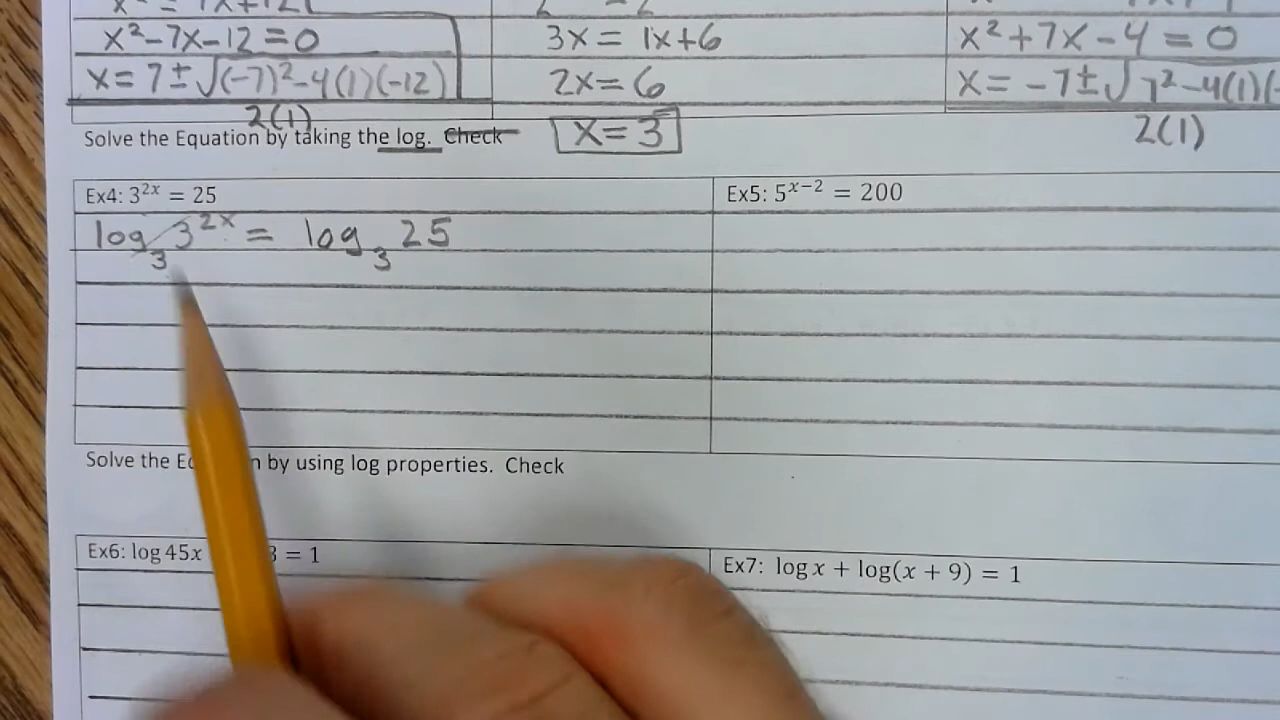 x² - 7x - 12 = 0
3x = 1x + 6
x² + 7x - 4 = 0
x = 7 ± √(-7)² - 4(1)(-12)
2(1)
2x = 6
x = -7 ± √7² - 4(1)(-
2(1)
Solve the Equation by taking the log. Check
x = 3
Ex4: 3^{2x} = 25
Ex5: 5^{x-2} = 200
log₃ 3^{2x} = log₃ 25
Solve the by using log properties. Check
Ex6: log 45x 3 = 1
Ex7: log x + log(x + 9) = 1